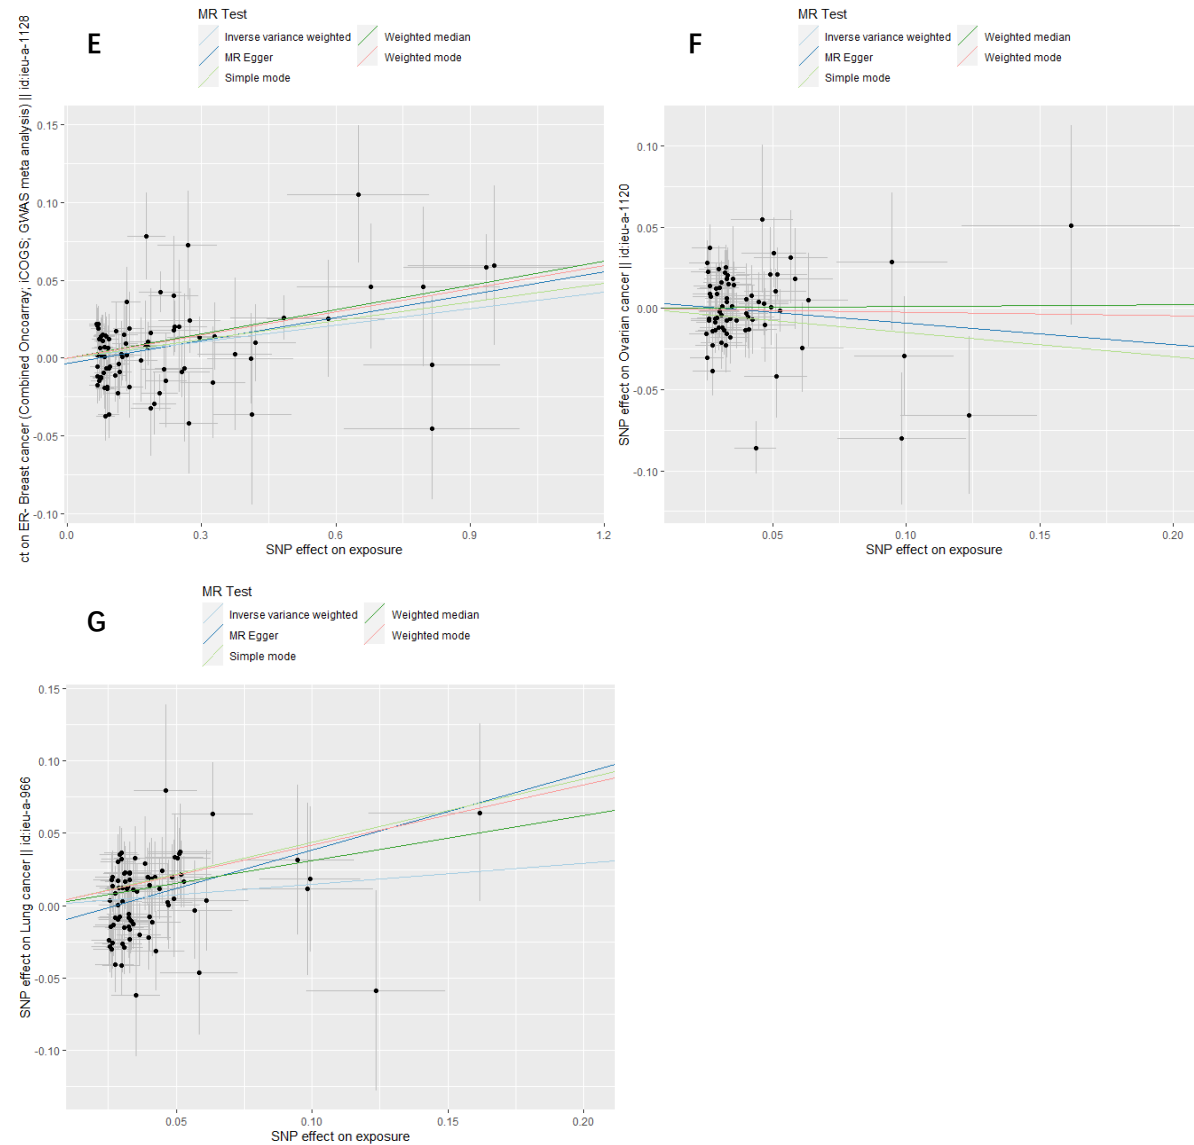 E
MR Test
Inverse variance weighted
Weighted median
MR Egger
Weighted mode
Simple mode
ct on ER- Breast cancer (Combined Oncoarray, iCOGS, GWAS meta analysis) || id:ieu-a-1128
0.15
0.10
0.05
0.00
-0.05
-0.10
0.0
0.3
0.6
0.9
1.2
SNP effect on exposure
F
MR Test
Inverse variance weighted
Weighted median
MR Egger
Weighted mode
Simple mode
SNP effect on Ovarian cancer || id:ieu-a-1120
0.10
0.05
0.00
-0.05
-0.10
0.05
0.10
0.15
0.20
SNP effect on exposure
G
MR Test
Inverse variance weighted
Weighted median
MR Egger
Weighted mode
Simple mode
SNP effect on Lung cancer || id:ieu-a-966
0.15
0.10
0.05
0.00
-0.05
-0.10
0.05
0.10
0.15
0.20
SNP effect on exposure